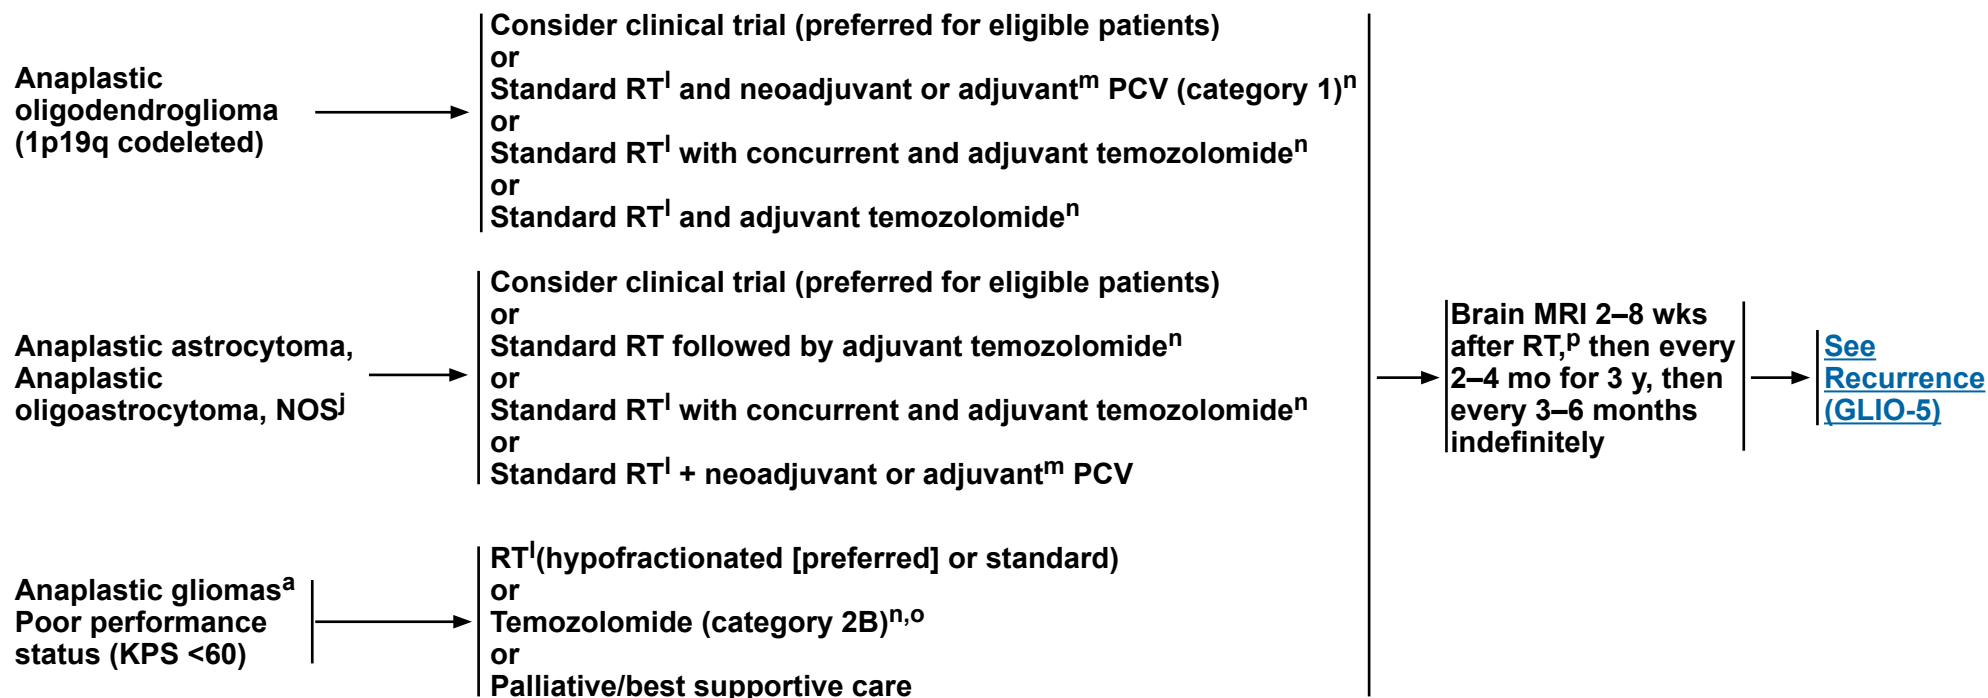 Anaplastic
oligodendroglioma
(1p19q codeleted)
Consider clinical trial (preferred for eligible patients)
or
Standard RTˡ and neoadjuvant or adjuvantᵐ PCV (category 1)ⁿ
or
Standard RTˡ with concurrent and adjuvant temozolomideⁿ
or
Standard RTˡ and adjuvant temozolomideⁿ
Anaplastic astrocytoma,
Anaplastic
oligoastrocytoma, NOSʲ
Consider clinical trial (preferred for eligible patients)
or
Standard RT followed by adjuvant temozolomideⁿ
or
Standard RTˡ with concurrent and adjuvant temozolomideⁿ
or
Standard RTˡ + neoadjuvant or adjuvantᵐ PCV
Anaplastic gliomasᵃ
Poor performance
status (KPS <60)
RTˡ(hypofractionated [preferred] or standard)
or
Temozolomide (category 2B)ⁿ,ᵒ
or
Palliative/best supportive care
Brain MRI 2–8 wks
after RT,ᵖ then every
2–4 mo for 3 y, then
every 3–6 months
indefinitely
See
Recurrence
(GLIO-5)